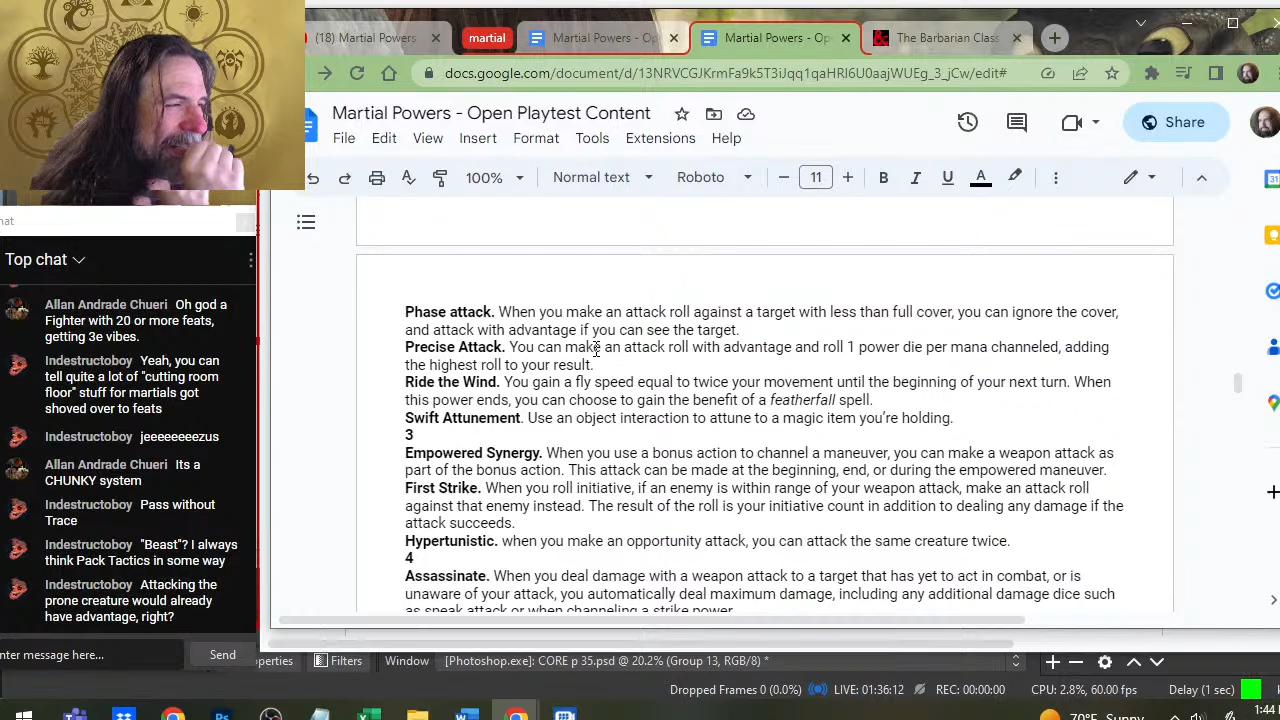 (18) Martial Powers
martial
Martial Powers - Op
Martial Powers - Ope
The Barbarian Class
docs.google.com/document/d/13NRVCGJKrmFa9k5T3iJqq1qaHRl6U0aajWUEg_3_jCw/edit#
Martial Powers - Open Playtest Content
File Edit View Insert Format Tools Extensions Help
Share
100% Normal text Roboto 11 B I U A
Phase attack. When you make an attack roll against a target with less than full cover, you can ignore the cover,
and attack with advantage if you can see the target.
Precise Attack. You can make an attack roll with advantage and roll 1 power die per mana channeled, adding
the highest roll to your result.
Ride the Wind. You gain a fly speed equal to twice your movement until the beginning of your next turn. When
this power ends, you can choose to gain the benefit of a featherfall spell.
Swift Attunement. Use an object interaction to attune to a magic item you're holding.
3
Empowered Synergy. When you use a bonus action to channel a maneuver, you can make a weapon attack as
part of the bonus action. This attack can be made at the beginning, end, or during the empowered maneuver.
First Strike. When you roll initiative, if an enemy is within range of your weapon attack, make an attack roll
against that enemy instead. The result of the roll is your initiative count in addition to dealing any damage if the
attack succeeds.
Hypertunistic. when you make an opportunity attack, you can attack the same creature twice.
4
Assassinate. When you deal damage with a weapon attack to a target that has yet to act in combat, or is
unaware of your attack, you automatically deal maximum damage, including any additional damage dice such
as sneak attack or when channeling a strike power.
hat
Top chat
Allan Andrade Chueri Oh god a
Fighter with 20 or more feats,
getting 3e vibes.
Indestructoboy Yeah, you can
tell quite a lot of "cutting room
floor" stuff for martials got
shoved over to feats
Indestructoboy jeeeeeeezus
Allan Andrade Chueri Its a
CHUNKY system
Indestructoboy Pass without
Trace
Indestructoboy "Beast"? I always
think Pack Tactics in some way
Indestructoboy Attacking the
prone creature would already
have advantage, right?
nter message here...
Send
operties Filters Window [Photoshop.exe]: CORE p 35.psd @ 20.2% (Group 13, RGB/8) *
Dropped Frames 0 (0.0%) LIVE: 01:36:12 REC: 00:00:00 CPU: 2.8%, 60.00 fps Delay (1 sec)
70°F Sunny
1:44